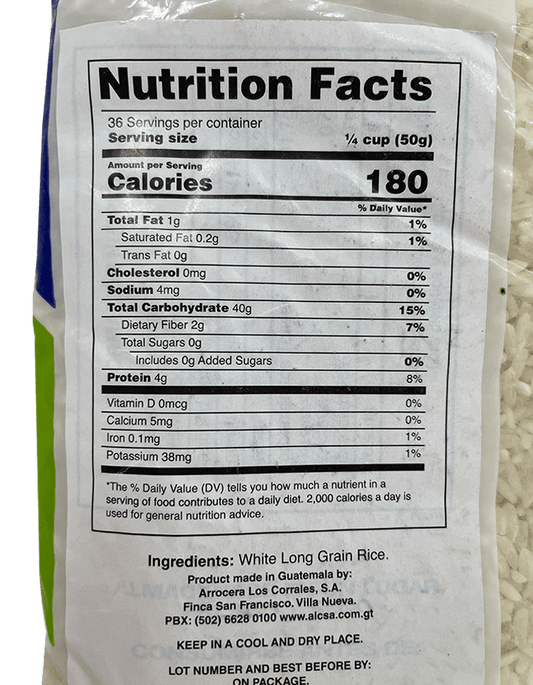 Nutrition Facts
36 Servings per container
Serving size ¼ cup (50g)
Amount per Serving
Calories 180
% Daily Value*
Total Fat 1g 1%
Saturated Fat 0.2g 1%
Trans Fat 0g
Cholesterol 0mg 0%
Sodium 4mg 0%
Total Carbohydrate 40g 15%
Dietary Fiber 2g 7%
Total Sugars 0g
Includes 0g Added Sugars 0%
Protein 4g 8%
Vitamin D 0mcg 0%
Calcium 5mg 0%
Iron 0.1mg 1%
Potassium 38mg 1%
*The % Daily Value (DV) tells you how much a nutrient in a
serving of food contributes to a daily diet. 2,000 calories a day is
used for general nutrition advice.
Ingredients: White Long Grain Rice.
Product made in Guatemala by:
Arrocera Los Corrales, S.A.
Finca San Francisco. Villa Nueva.
PBX: (502) 6628 0100 www.alcsa.com.gt
KEEP IN A COOL AND DRY PLACE.
LOT NUMBER AND BEST BEFORE BY:
ON PACKAGE.